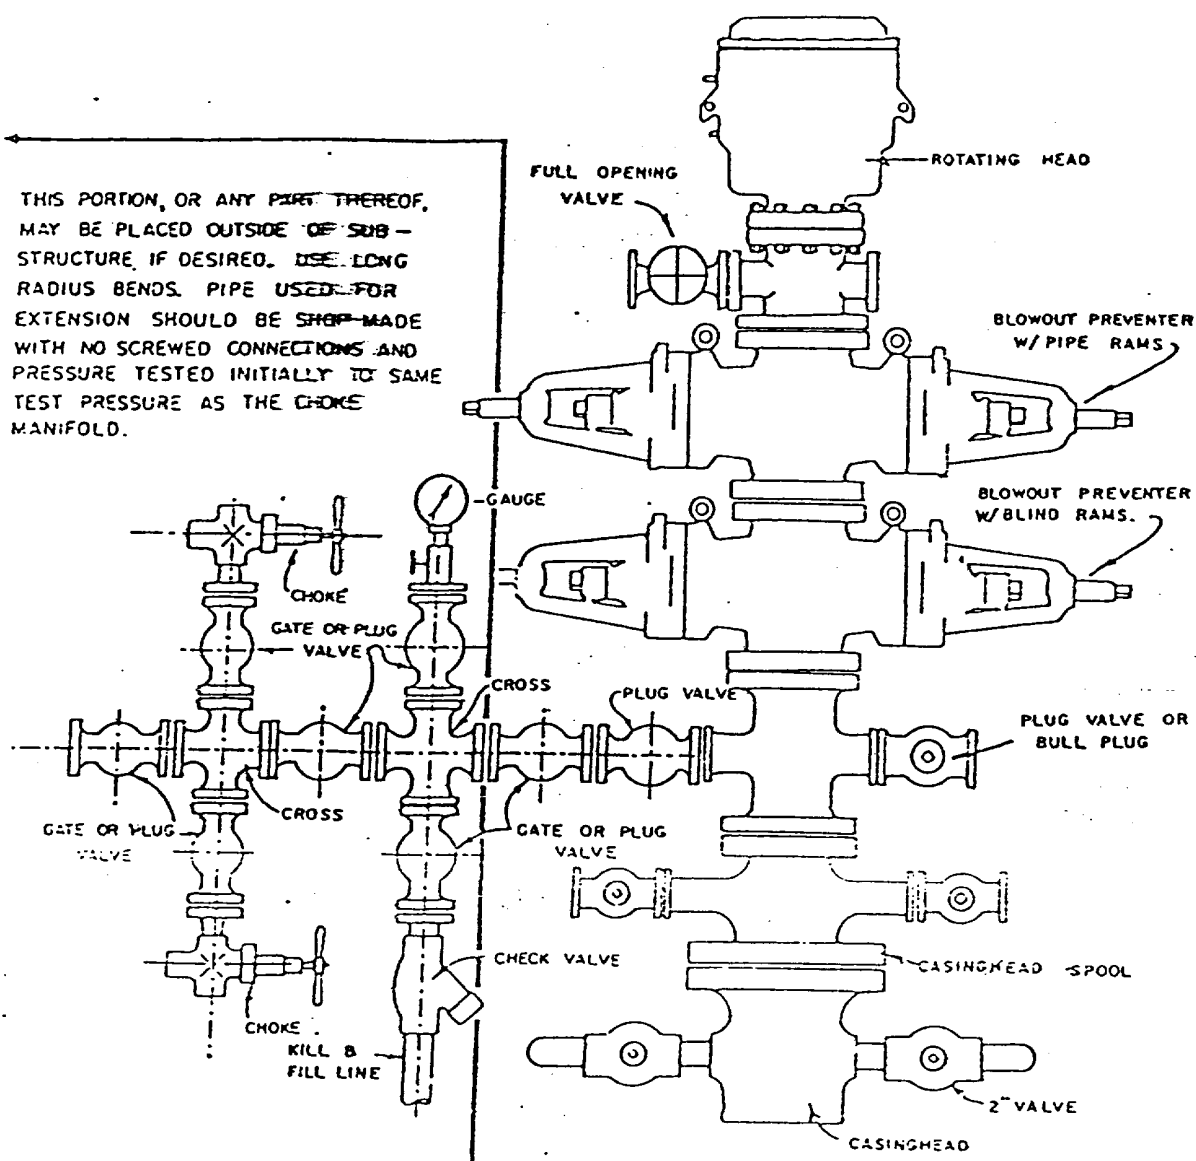 THIS PORTION, OR ANY PART THEREOF,
MAY BE PLACED OUTSIDE OF SUB-
STRUCTURE IF DESIRED. USE LONG
RADIUS BENDS. PIPE USED FOR
EXTENSION SHOULD BE SHOP MADE
WITH NO SCREWED CONNECTIONS AND
PRESSURE TESTED INITIALLY TO SAME
TEST PRESSURE AS THE CHOKE
MANIFOLD.
ROTATING HEAD
FULL OPENING
VALVE
BLOWOUT PREVENTER
W/PIPE RAMS
BLOWOUT PREVENTER
W/BLIND RAMS.
GAUGE
CHOKE
GATE OR PLUG
VALVE
CROSS
PLUG VALVE
PLUG VALVE OR
BULL PLUG
CROSS
GATE OR PLUG
VALVE
GATE OR PLUG
VALVE
CHECK VALVE
CASINGHEAD SPOOL
CHOKE
KILL &
FILL LINE
2" VALVE
CASINGHEAD